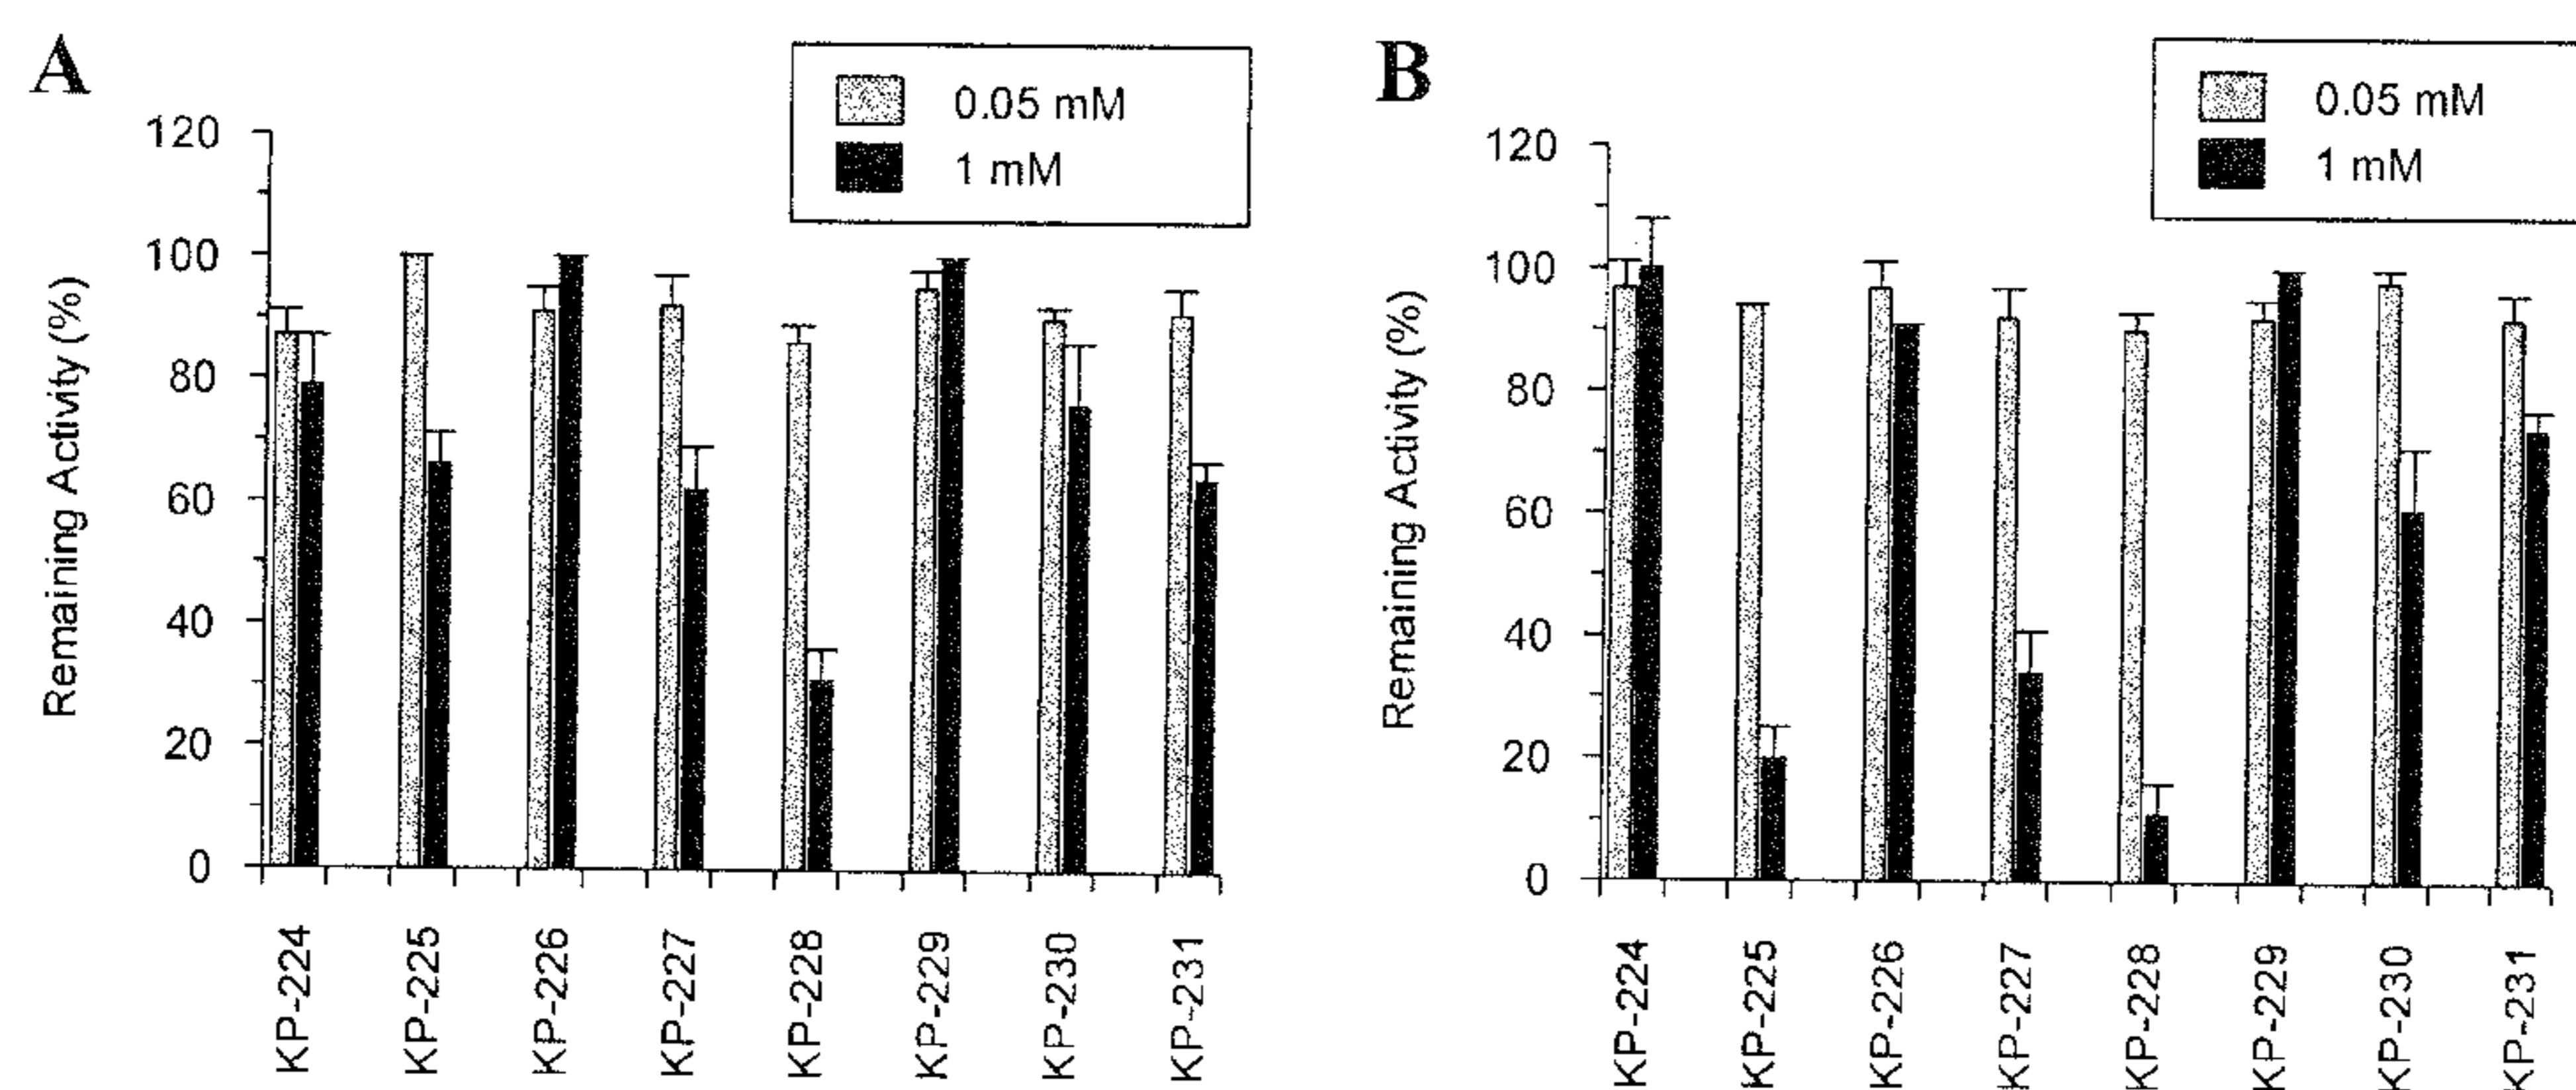 A
0.05 mM
1 mM
120
100
80
60
40
20
0
Remaining Activity (%)
KP-224
KP-225
KP-226
KP-227
KP-228
KP-229
KP-230
KP-231
B
0.05 mM
1 mM
120
100
80
60
40
20
0
Remaining Activity (%)
KP-224
KP-225
KP-226
KP-227
KP-228
KP-229
KP-230
KP-231